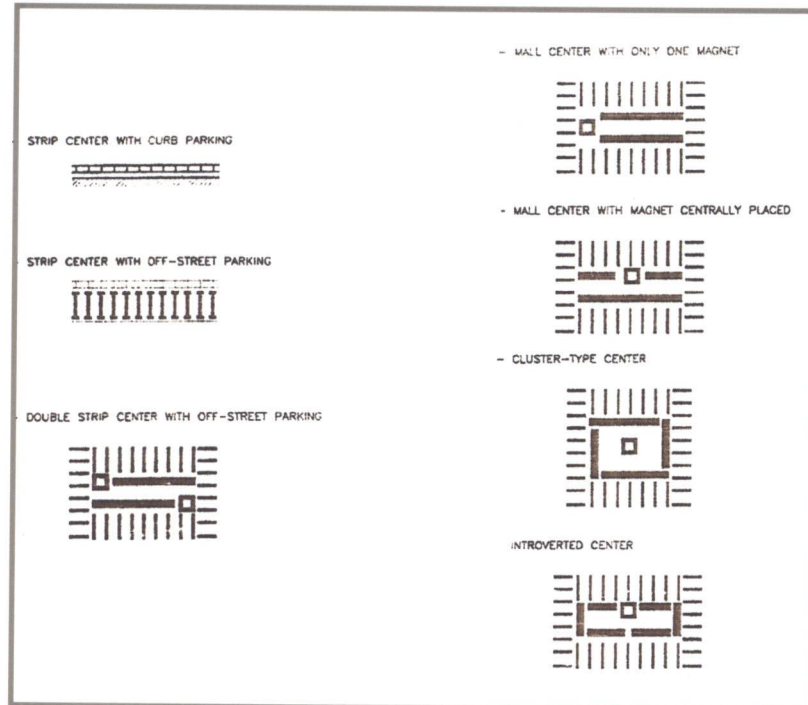 STRIP CENTER WITH CURB PARKING
STRIP CENTER WITH OFF-STREET PARKING
- DOUBLE STRIP CENTER WITH OFF-STREET PARKING
- MALL CENTER WITH ONLY ONE MAGNET
- MALL CENTER WITH MAGNET CENTRALLY PLACED
- CLUSTER-TYPE CENTER
INTROVERTED CENTER